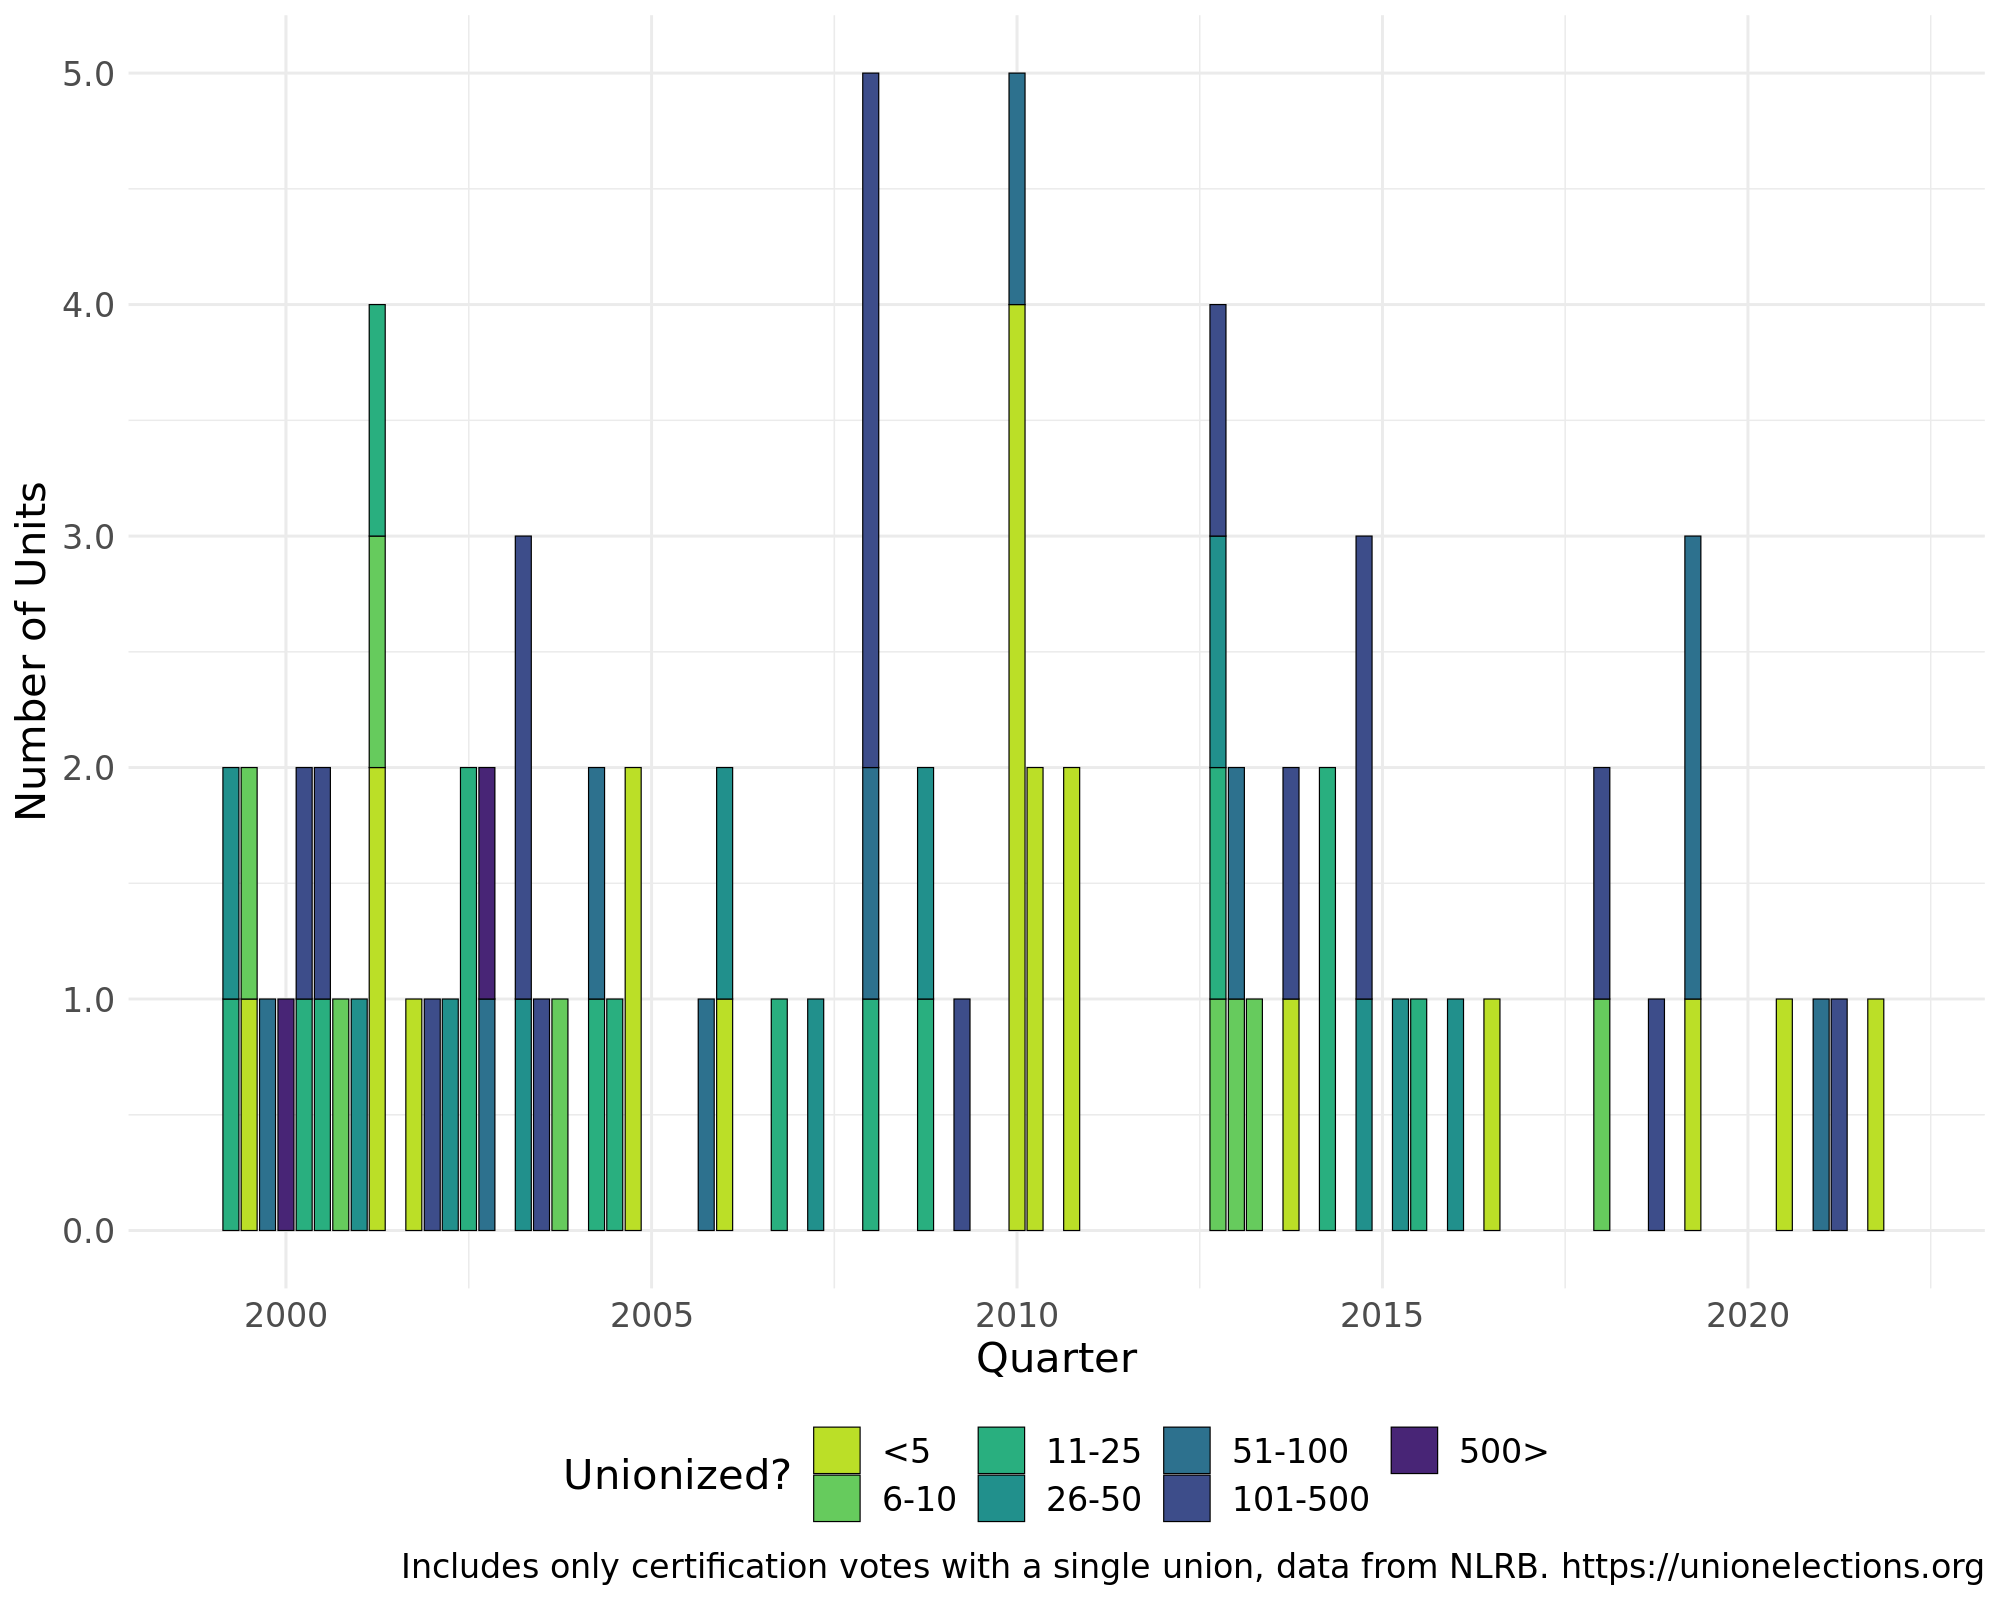 5.0
4.0
3.0
2.0
1.0
0.0
Number of Units
2000 2005 2010 2015 2020
Quarter
Unionized?
<5 11-25 51-100 500>
6-10 26-50 101-500
Includes only certification votes with a single union, data from NLRB. https://unionelections.org